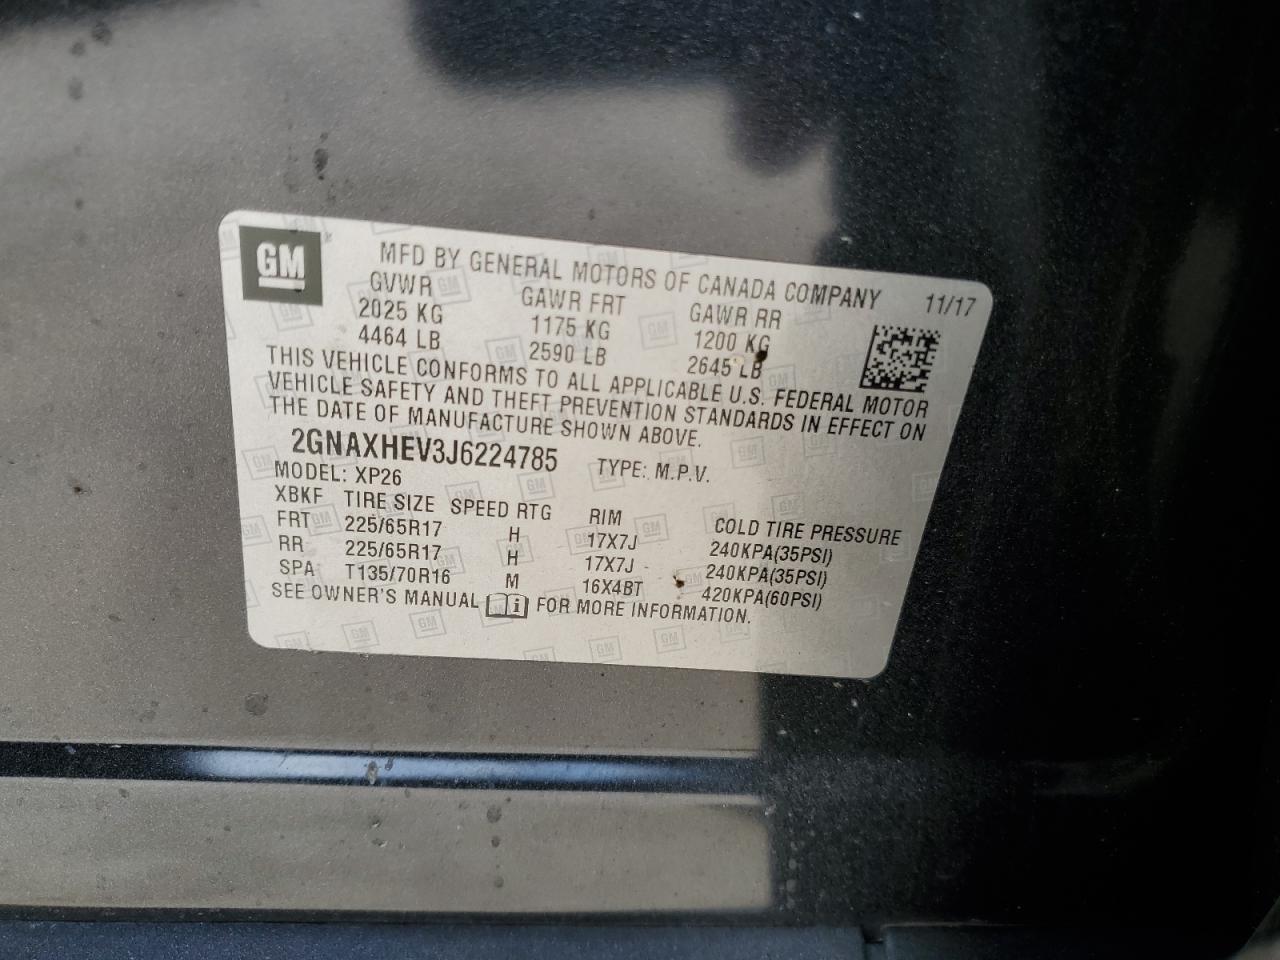 GM
MFD BY GENERAL MOTORS OF CANADA COMPANY 11/17
GVWR GAWR FRT GAWR RR
2025 KG 1175 KG 1200 KG
4464 LB 2590 LB 2645 LB
THIS VEHICLE CONFORMS TO ALL APPLICABLE U.S. FEDERAL MOTOR
VEHICLE SAFETY AND THEFT PREVENTION STANDARDS IN EFFECT ON
THE DATE OF MANUFACTURE SHOWN ABOVE.
2GNAXHEV3J6224785 TYPE: M.P.V.
MODEL: XP26
XBKF TIRE SIZE SPEED RTG RIM COLD TIRE PRESSURE
FRT 225/65R17 H 17X7J 240KPA(35PSI)
RR 225/65R17 H 17X7J 240KPA(35PSI)
SPA T135/70R16 M 16X4BT 420KPA(60PSI)
SEE OWNER'S MANUAL i FOR MORE INFORMATION.